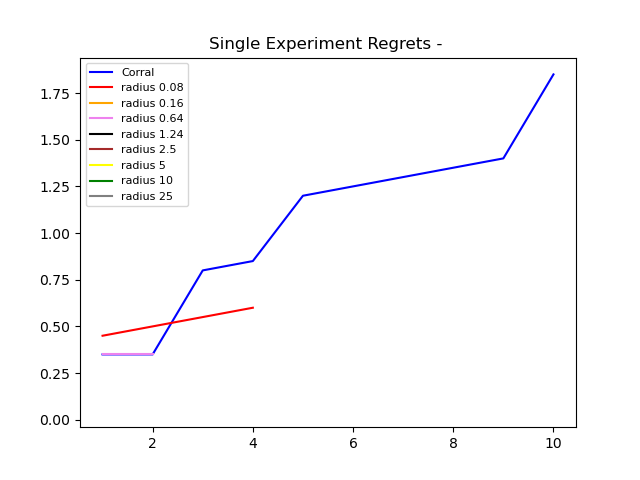 Single Experiment Regrets -
Corral
radius 0.08
radius 0.16
radius 0.64
radius 1.24
radius 2.5
radius 5
radius 10
radius 25
1.75
1.50
1.25
1.00
0.75
0.50
0.25
0.00
2 4 6 8 10